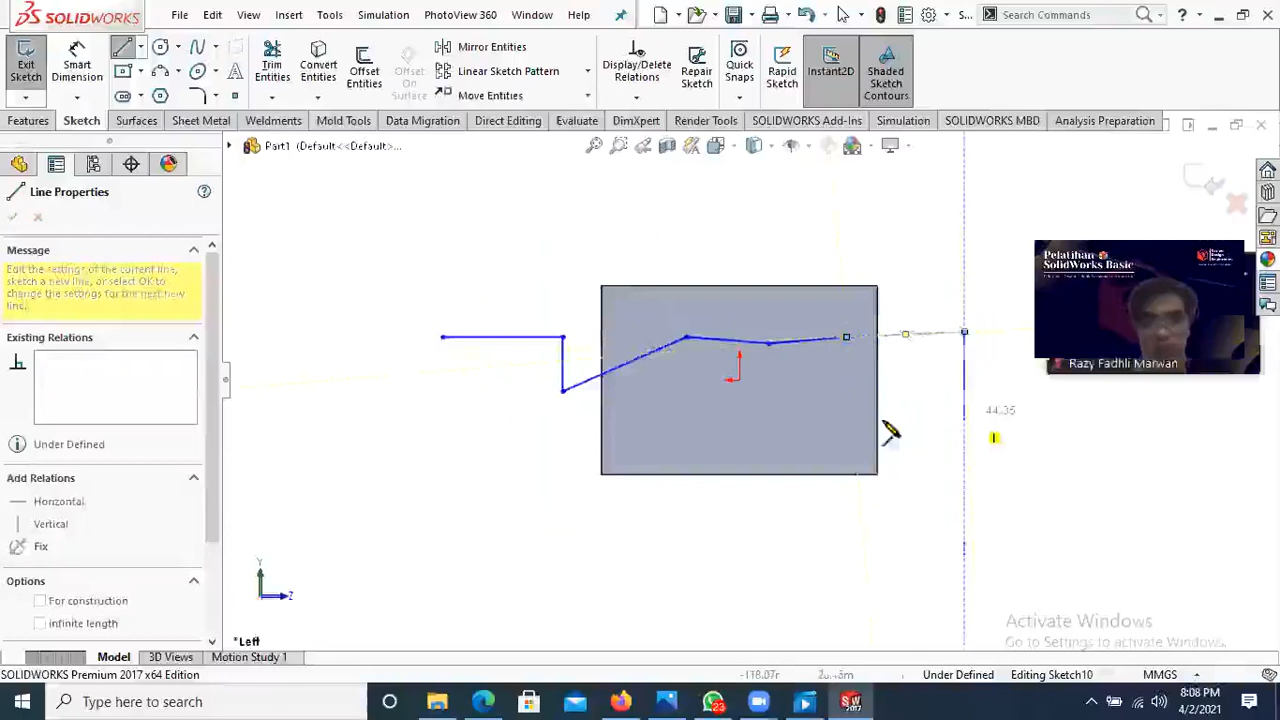 SOLIDWORKS
File
Edit
View
Insert
Tools
Simulation
PhotoView 360
Window
Help
S...
Search Commands
Exit Sketch
Smart Dimension
Trim Entities
Convert Entities
Offset Entities
Offset On Surface
Mirror Entities
Linear Sketch Pattern
Move Entities
Display/Delete Relations
Repair Sketch
Quick Snaps
Rapid Sketch
Instant2D
Shaded Sketch Contours
Features
Sketch
Surfaces
Sheet Metal
Weldments
Mold Tools
Data Migration
Direct Editing
Evaluate
DimXpert
Render Tools
SOLIDWORKS Add-Ins
Simulation
SOLIDWORKS MBD
Analysis Preparation
Part1 (Default<<Default>...
Line Properties
Message
Edit the settings of the current line,
sketch a new line, or select OK to
change the settings for the next new
line.
Existing Relations
Under Defined
Add Relations
Horizontal
Vertical
Fix
Options
For construction
Infinite length
Y
Z
*Left
44.35
Pelatihan
SolidWorks Basic
Razy Fadhli Marwan
Activate Windows
Go to Settings to activate Windows.
Model
3D Views
Motion Study 1
SOLIDWORKS Premium 2017 x64 Edition
Under Defined
Editing Sketch10
MMGS
Type here to search
23
SW
2017
8:08 PM
4/2/2021